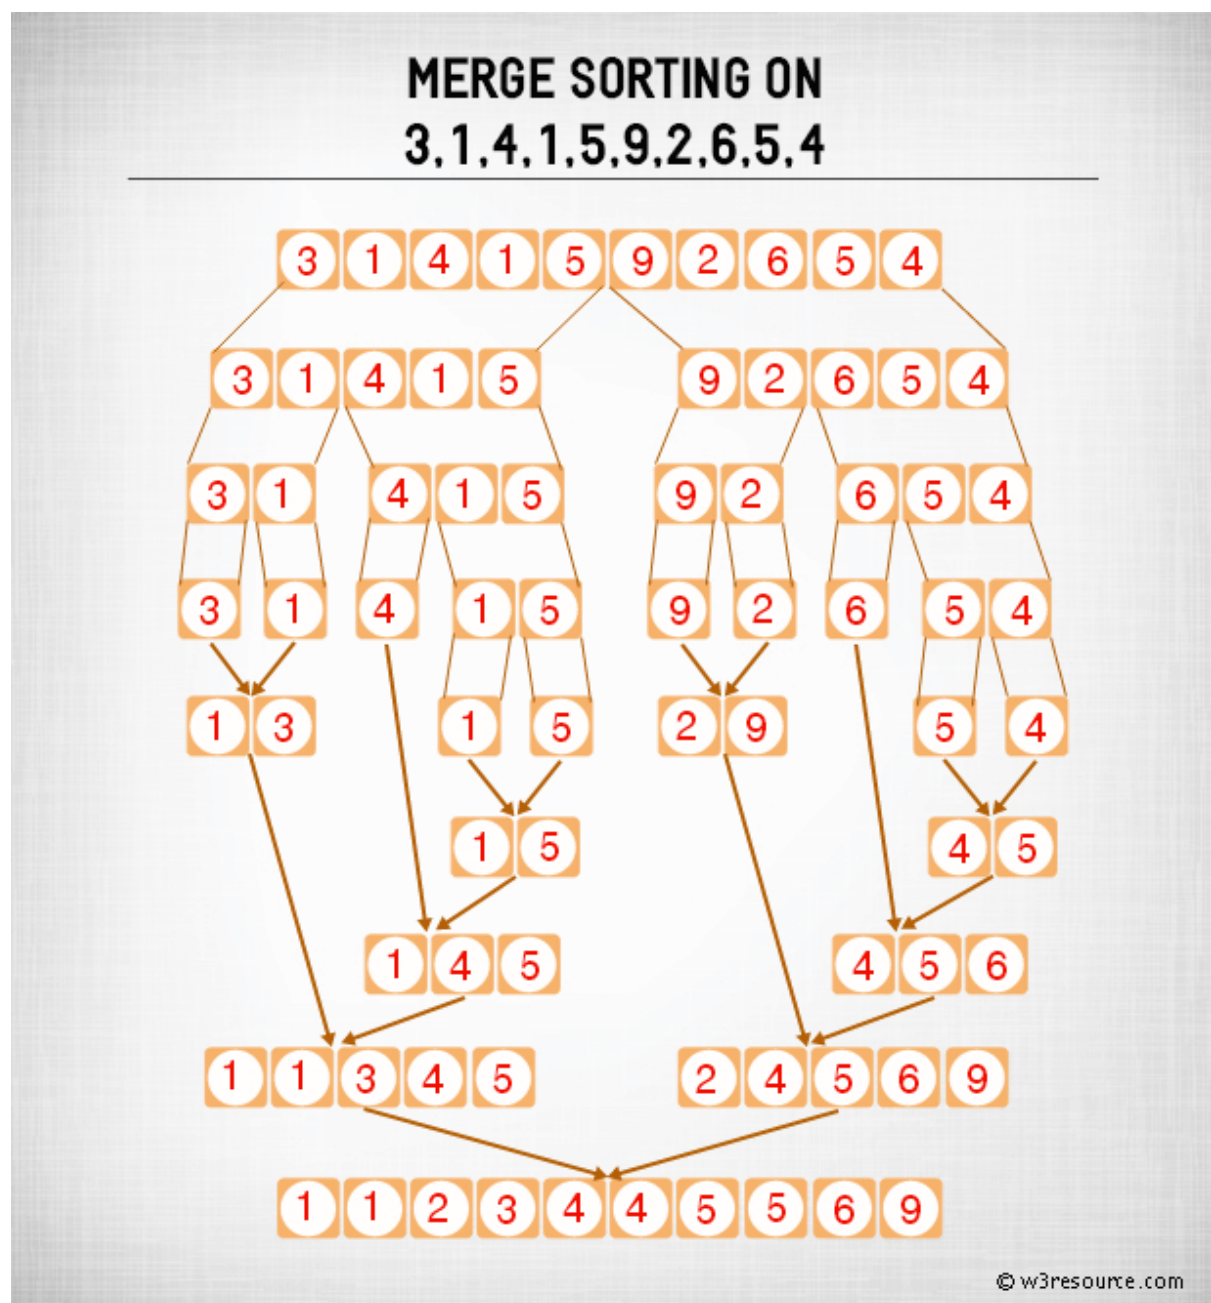 MERGE SORTING ON
3,1,4,1,5,9,2,6,5,4
3 1 4 1 5 9 2 6 5 4
3 1 4 1 5 9 2 6 5 4
3 1 4 1 5 9 2 6 5 4
3 1 4 1 5 9 2 6 5 4
1 3 1 5 2 9 5 4
1 5 4 5
1 4 5 4 5 6
1 1 3 4 5 2 4 5 6 9
1 1 2 3 4 4 5 5 6 9
© w3resource.com